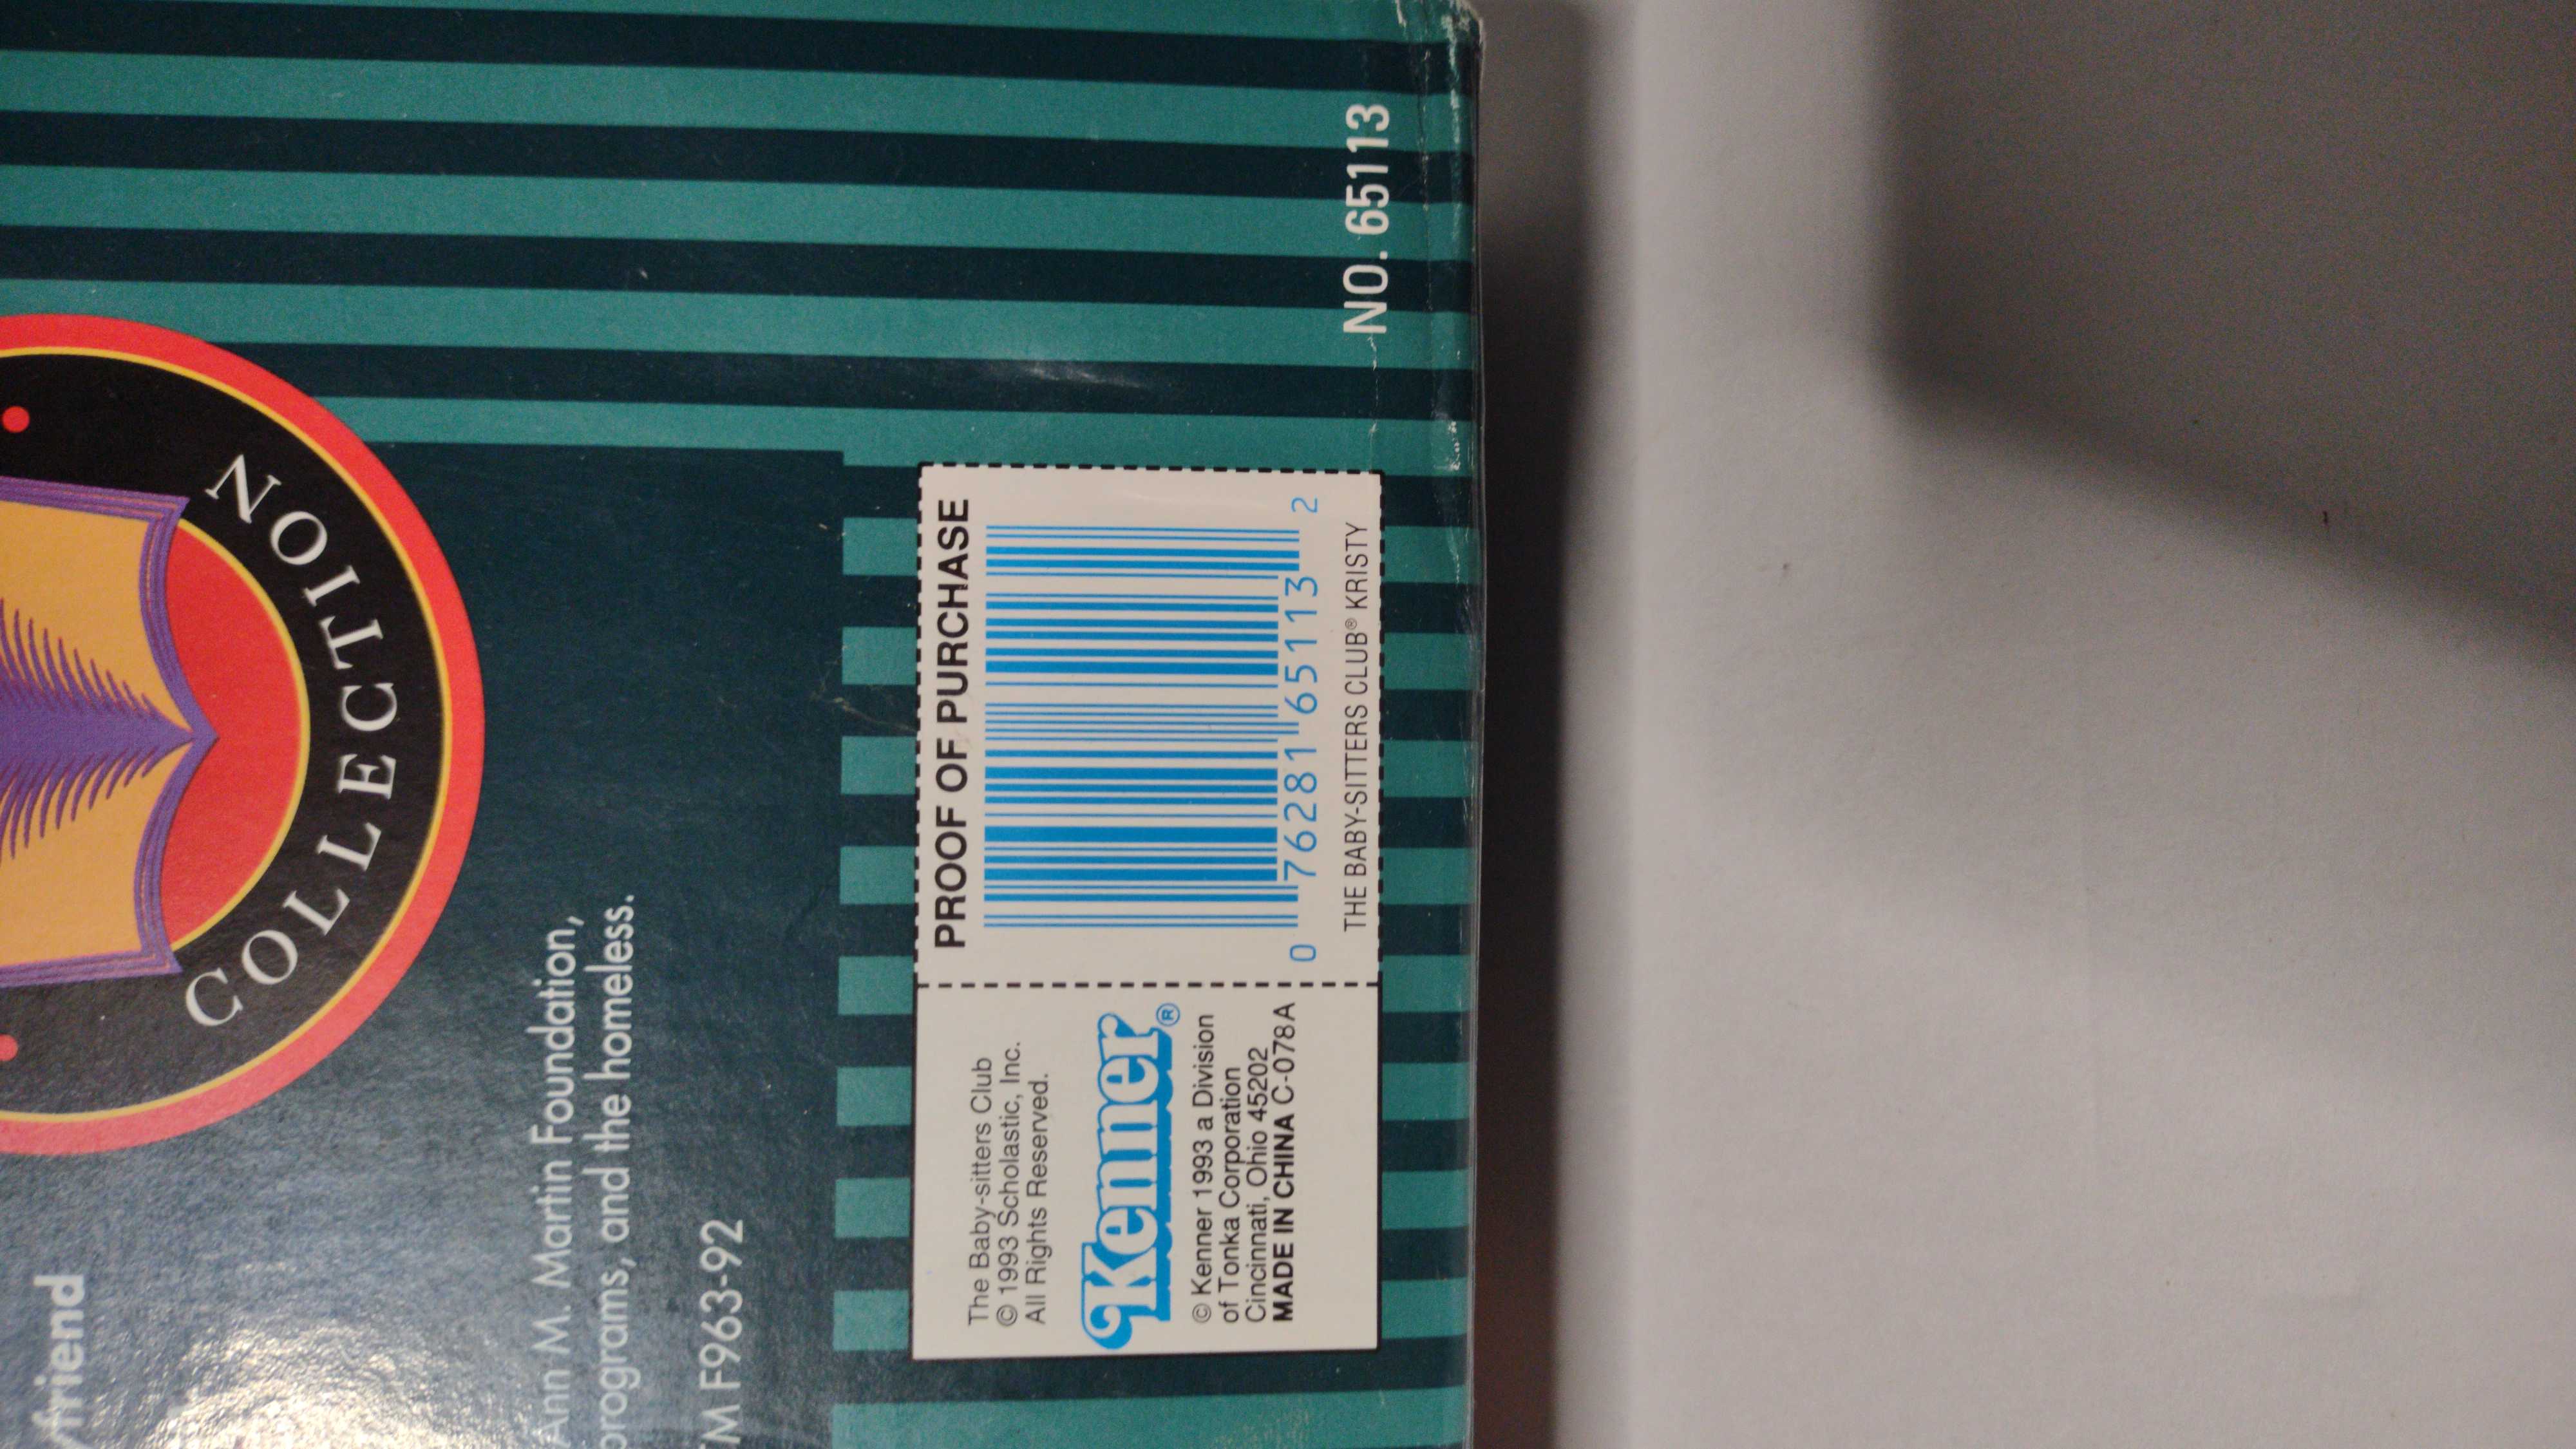 COLLECTION
friend
Ann M. Martin Foundation,
programs, and the homeless.
F963-92
The Baby-sitters Club
© 1993 Scholastic, Inc.
All Rights Reserved.
Kenner®
© Kenner 1993 a Division
of Tonka Corporation
Cincinnati, Ohio 45202
MADE IN CHINA C-078A
PROOF OF PURCHASE
0 76281 65113 2
THE BABY-SITTERS CLUB® KRISTY
NO. 65113